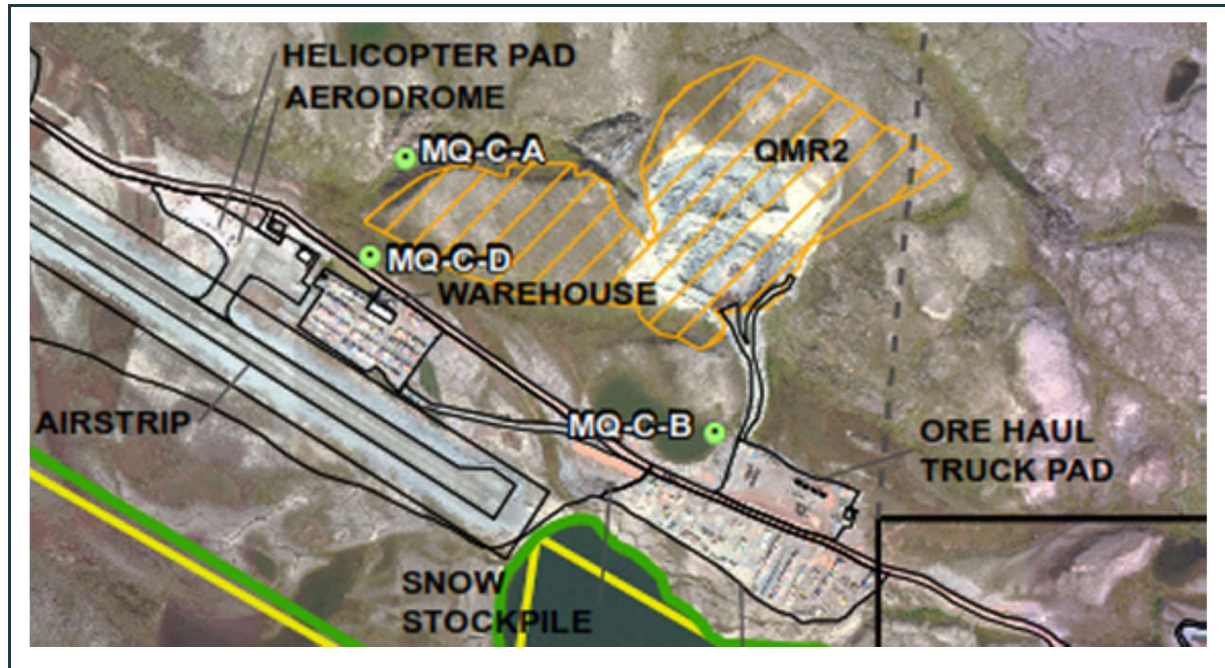 HELICOPTER PAD
AERODROME
MQ-C-A
QMR2
MQ-C-D
WAREHOUSE
AIRSTRIP
MQ-C-B
ORE HAUL
TRUCK PAD
SNOW
STOCKPILE